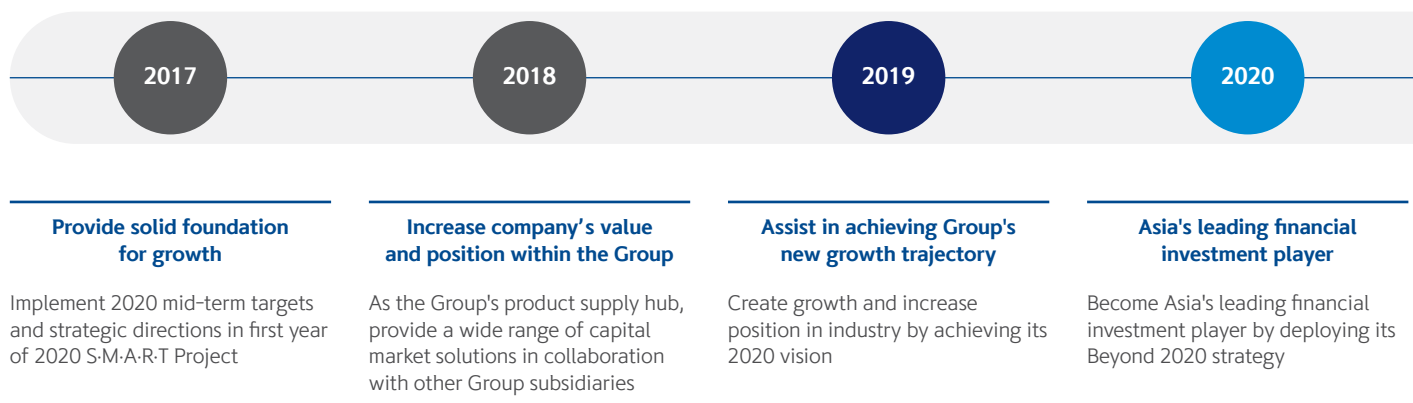 2017
2018
2019
2020
Provide solid foundation
for growth
Implement 2020 mid-term targets
and strategic directions in first year
of 2020 S·M·A·R·T Project
Increase company's value
and position within the Group
As the Group's product supply hub,
provide a wide range of capital
market solutions in collaboration
with other Group subsidiaries
Assist in achieving Group's
new growth trajectory
Create growth and increase
position in industry by achieving its
2020 vision
Asia's leading financial
investment player
Become Asia's leading financial
investment player by deploying its
Beyond 2020 strategy